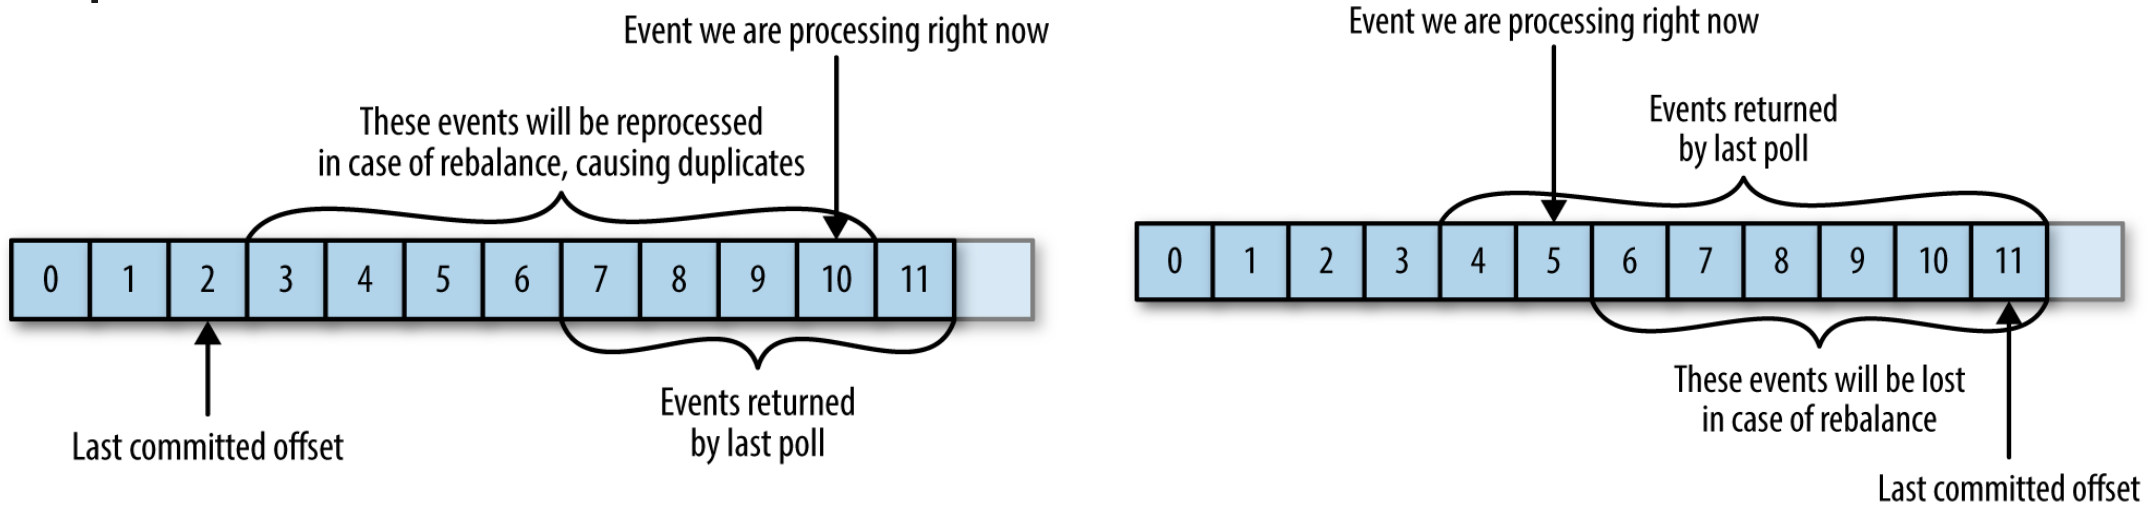 Event we are processing right now
These events will be reprocessed
in case of rebalance, causing duplicates
0 1 2 3 4 5 6 7 8 9 10 11
Events returned
by last poll
Last committed offset
Event we are processing right now
Events returned
by last poll
0 1 2 3 4 5 6 7 8 9 10 11
These events will be lost
in case of rebalance
Last committed offset